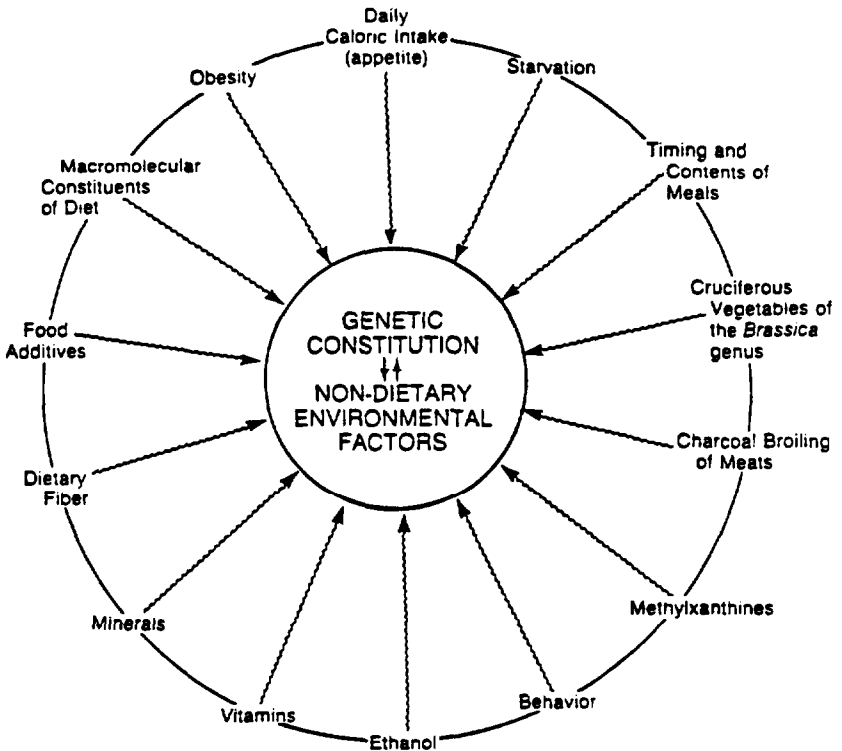 Daily
Caloric Intake
(appetite)
Starvation
Timing and
Contents of
Meals
Cruciferous
Vegetables of
the Brassica
genus
Charcoal Broiling
of Meats
Methylxanthines
Behavior
Ethanol
Vitamins
Minerals
Dietary
Fiber
Food
Additives
Macromolecular
Constituents
of Diet
Obesity
GENETIC
CONSTITUTION
NON-DIETARY
ENVIRONMENTAL
FACTORS